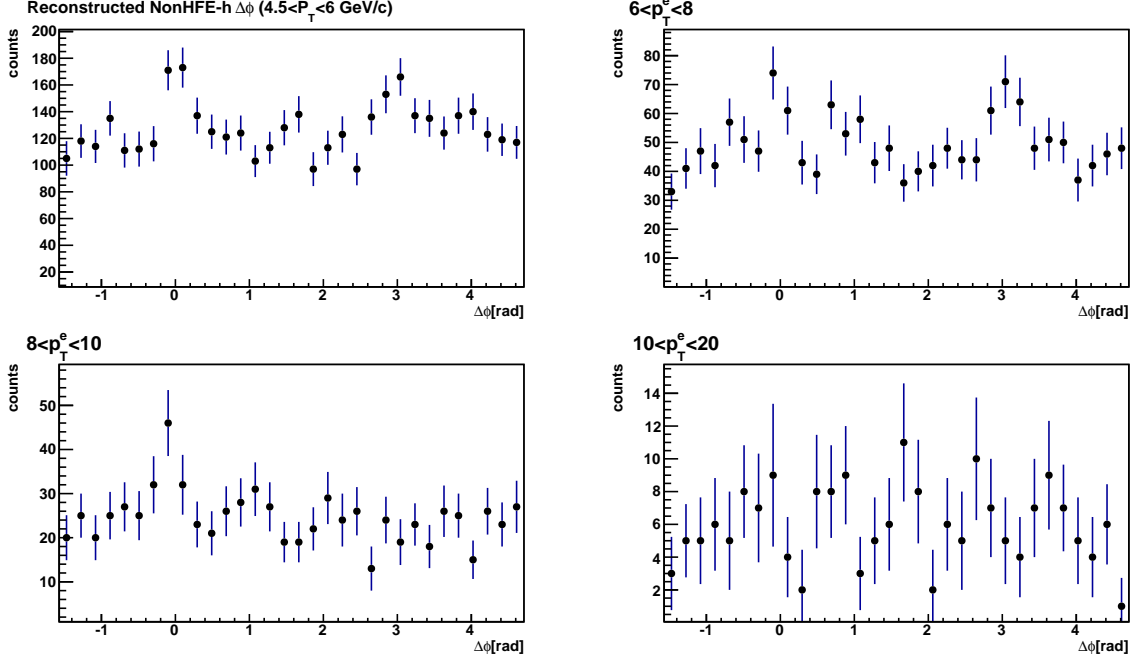 Reconstructed NonHFE-h Δϕ (4.5<P_T<6 GeV/c)
counts
200
180
160
140
120
100
80
60
40
20
-1 0 1 2 3 4
Δϕ[rad]
6<p_T^e<8
counts
70
60
50
40
30
20
10
-1 0 1 2 3 4
Δϕ[rad]
8<p_T^e<10
counts
50
40
30
20
10
-1 0 1 2 3 4
Δϕ[rad]
10<p_T^e<20
counts
14
12
10
8
6
4
2
-1 0 1 2 3 4
Δϕ[rad]